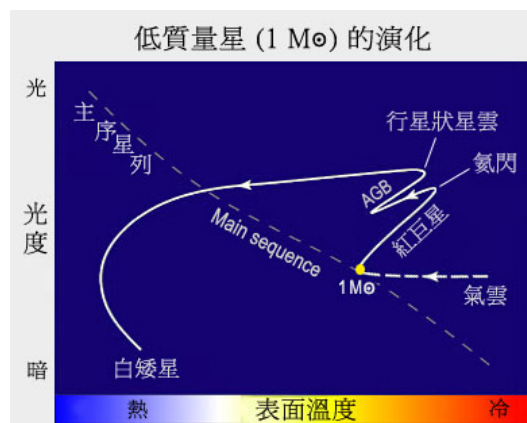 低質量星 (1 M⊙) 的演化
光
主序星列
行星狀星雲
氦閃
AGB
紅巨星
光度
Main sequence
1M⊙
氣雲
白矮星
暗
熱
表面溫度
冷